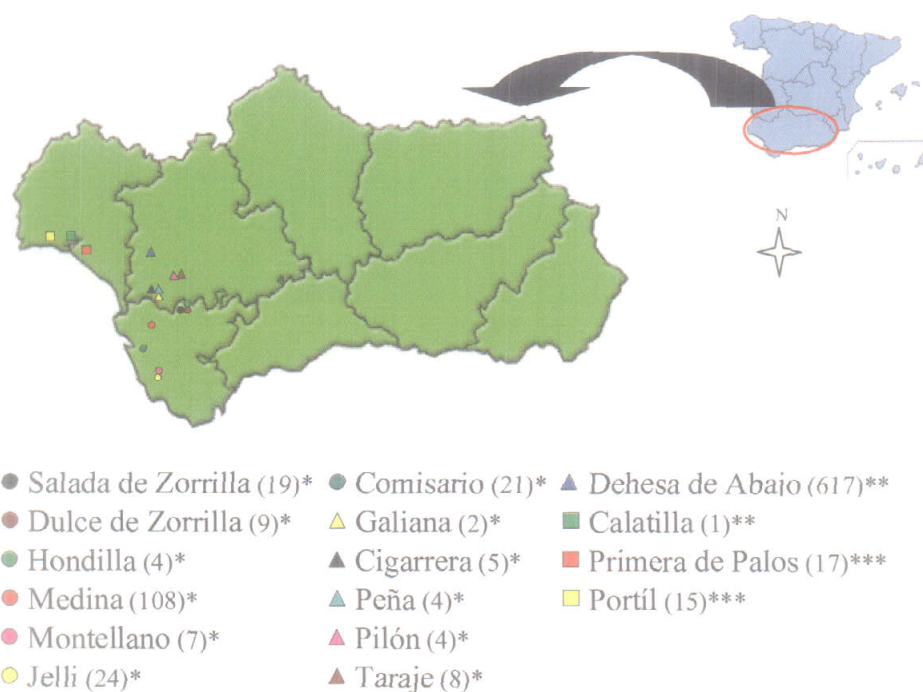 N
Salada de Zorrilla (19)* Comisario (21)* Dehesa de Abajo (617)**
Dulce de Zorrilla (9)* Galiana (2)* Calatilla (1)**
Hondilla (4)* Cigarrera (5)* Primera de Palos (17)***
Medina (108)* Peña (4)* Portíl (15)***
Montellano (7)* Pilón (4)*
Jelli (24)* Taraje (8)*